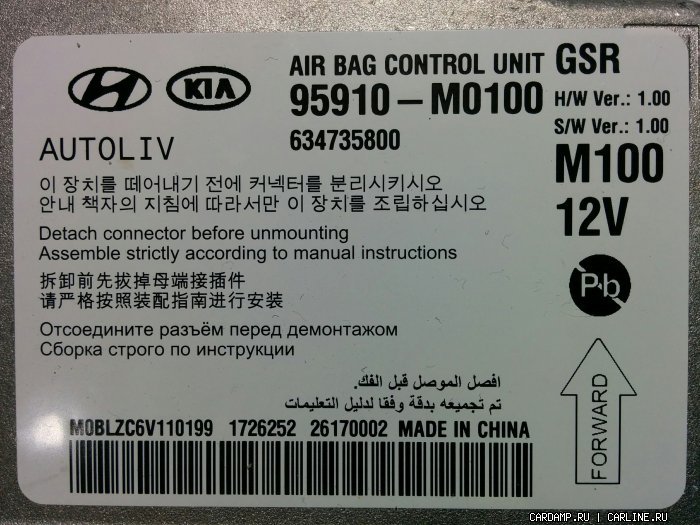 KIA
AIR BAG CONTROL UNIT GSR
95910-M0100
H/W Ver.: 1.00
634735800
S/W Ver.: 1.00
AUTOLIV
M100
12V
이 장치를 떼어내기 전에 커넥터를 분리시키시오
안내 책자의 지침에 따라서만 이 장치를 조립하십시오
Detach connector before unmounting
Assemble strictly according to manual instructions
Pb
拆卸前先拔掉母端接插件
请严格按照装配指南进行安装
Отсоедините разъём перед демонтажом
Сборка строго по инструкции
افصل الموصل قبل الفك.
تم تجميعه بدقة وفقا لدليل التعليمات
FORWARD
M0BLZC6V110199 1726252 26170002 MADE IN CHINA
CARDAMP.RU | CARLINE.RU